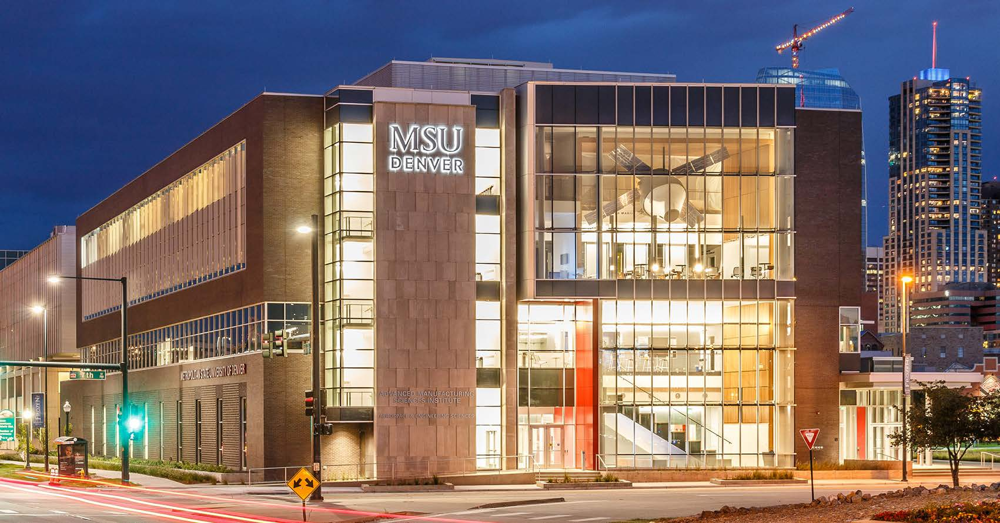 MSU
DENVER
METROPOLITAN STATE UNIVERSITY OF DENVER
7th
ADVANCED MANUFACTURING
SCIENCES INSTITUTE
AEROSPACE & ENGINEERING SCIENCES
FROZEN